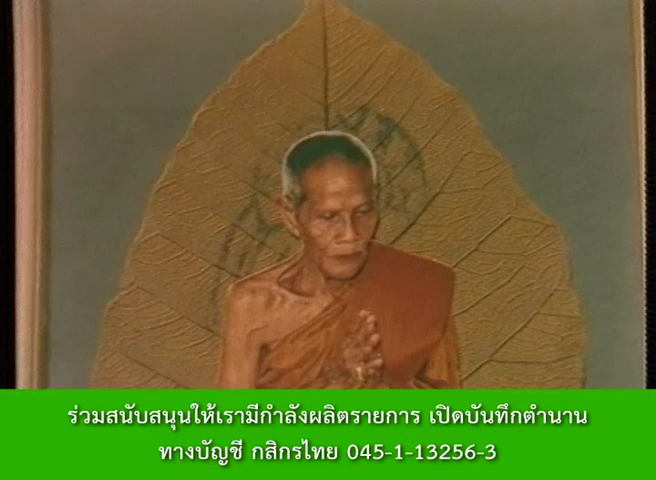 ร่วมสนับสนุนให้เรามีกำลังผลิตรายการ เปิดบันทึกตำนาน
ทางบัญชี กสิกรไทย 045-1-13256-3